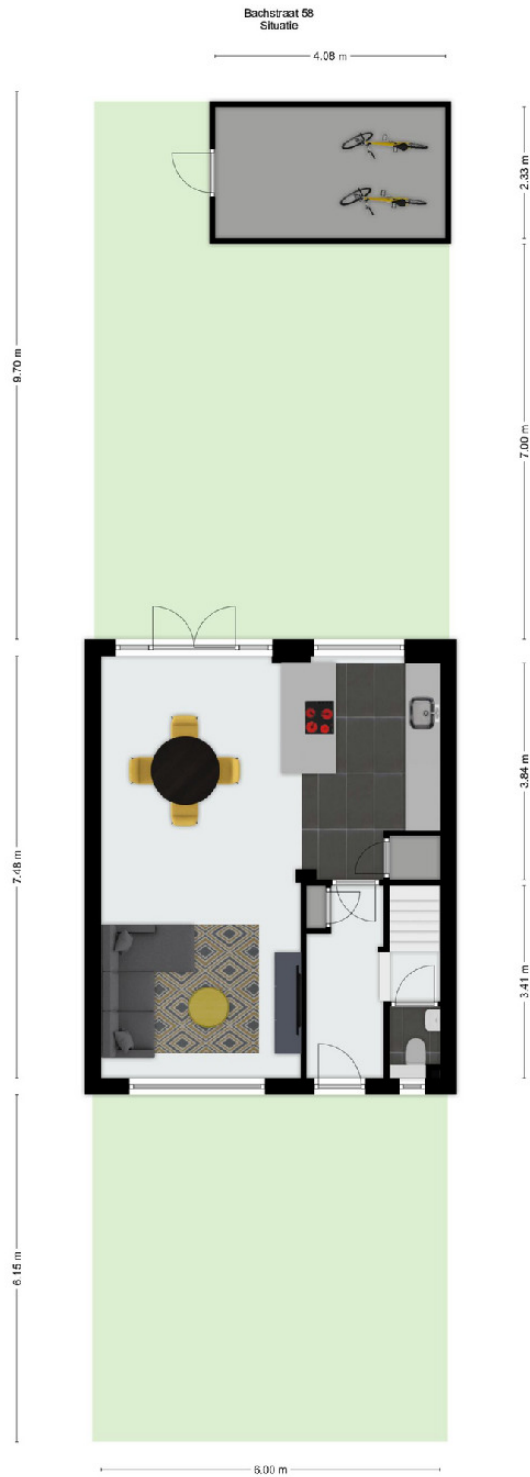 Bachstraat 58
Situatie
4.08 m
2.33 m
9.70 m
7.00 m
3.84 m
7.48 m
3.41 m
6.15 m
6.00 m